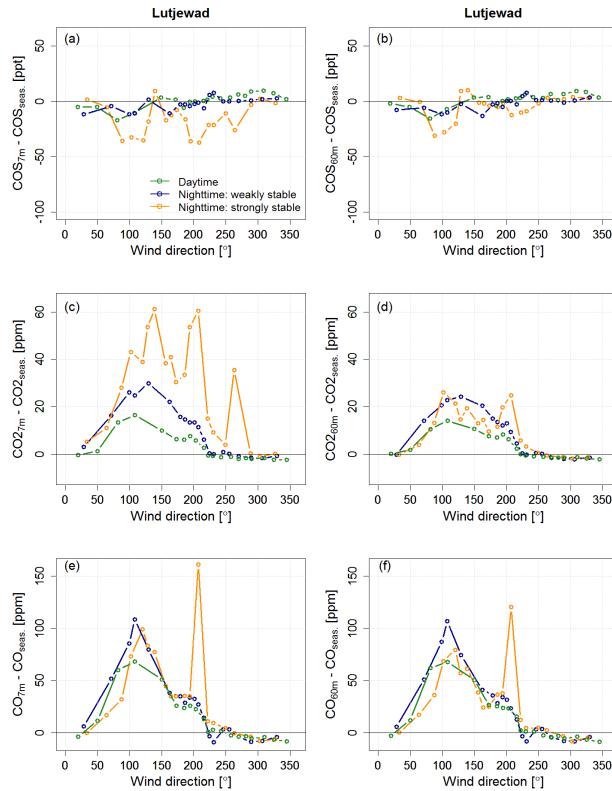 Lutjewad
Lutjewad
(a)
COS7m - COSseas. [ppt]
50
0
-50
-100
Daytime
Nighttime: weakly stable
Nighttime: strongly stable
0 50 100 150 200 250 300 350
Wind direction [°]
(b)
COS60m - COSseas. [ppt]
50
0
-50
-100
0 50 100 150 200 250 300 350
Wind direction [°]
(c)
CO27m - CO2seas. [ppm]
60
40
20
0
0 50 100 150 200 250 300 350
Wind direction [°]
(d)
CO260m - CO2seas. [ppm]
60
40
20
0
0 50 100 150 200 250 300 350
Wind direction [°]
(e)
CO7m - COseas. [ppm]
150
100
50
0
0 50 100 150 200 250 300 350
Wind direction [°]
(f)
CO60m - COseas. [ppm]
150
100
50
0
0 50 100 150 200 250 300 350
Wind direction [°]